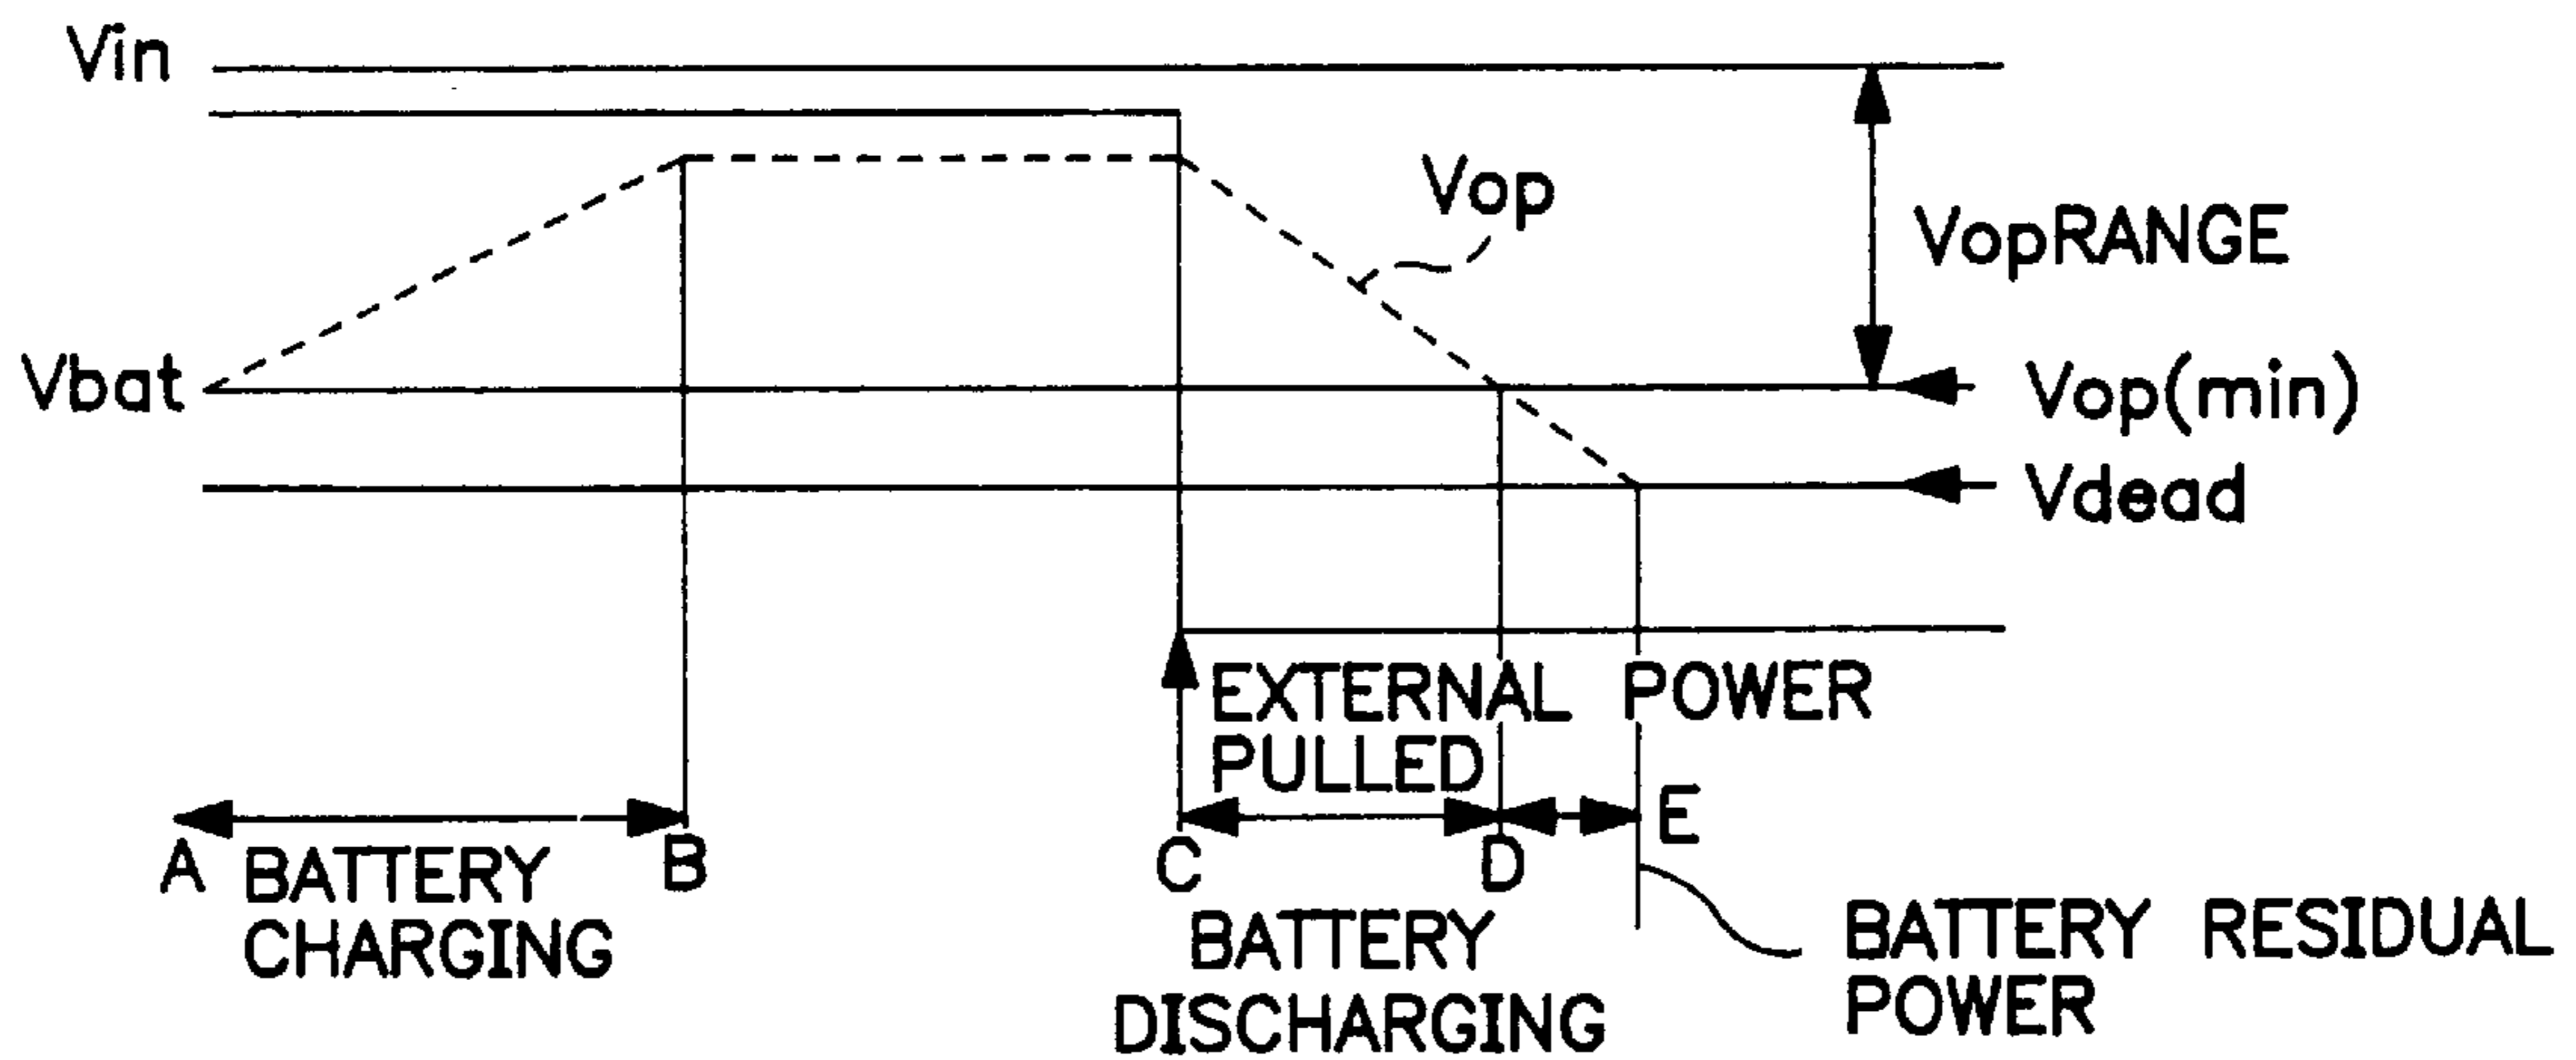 Vin
Vop
VopRANGE
Vbat
Vop(min)
Vdead
EXTERNAL POWER
PULLED
A
B
C
D
E
BATTERY
CHARGING
BATTERY
DISCHARGING
BATTERY RESIDUAL
POWER